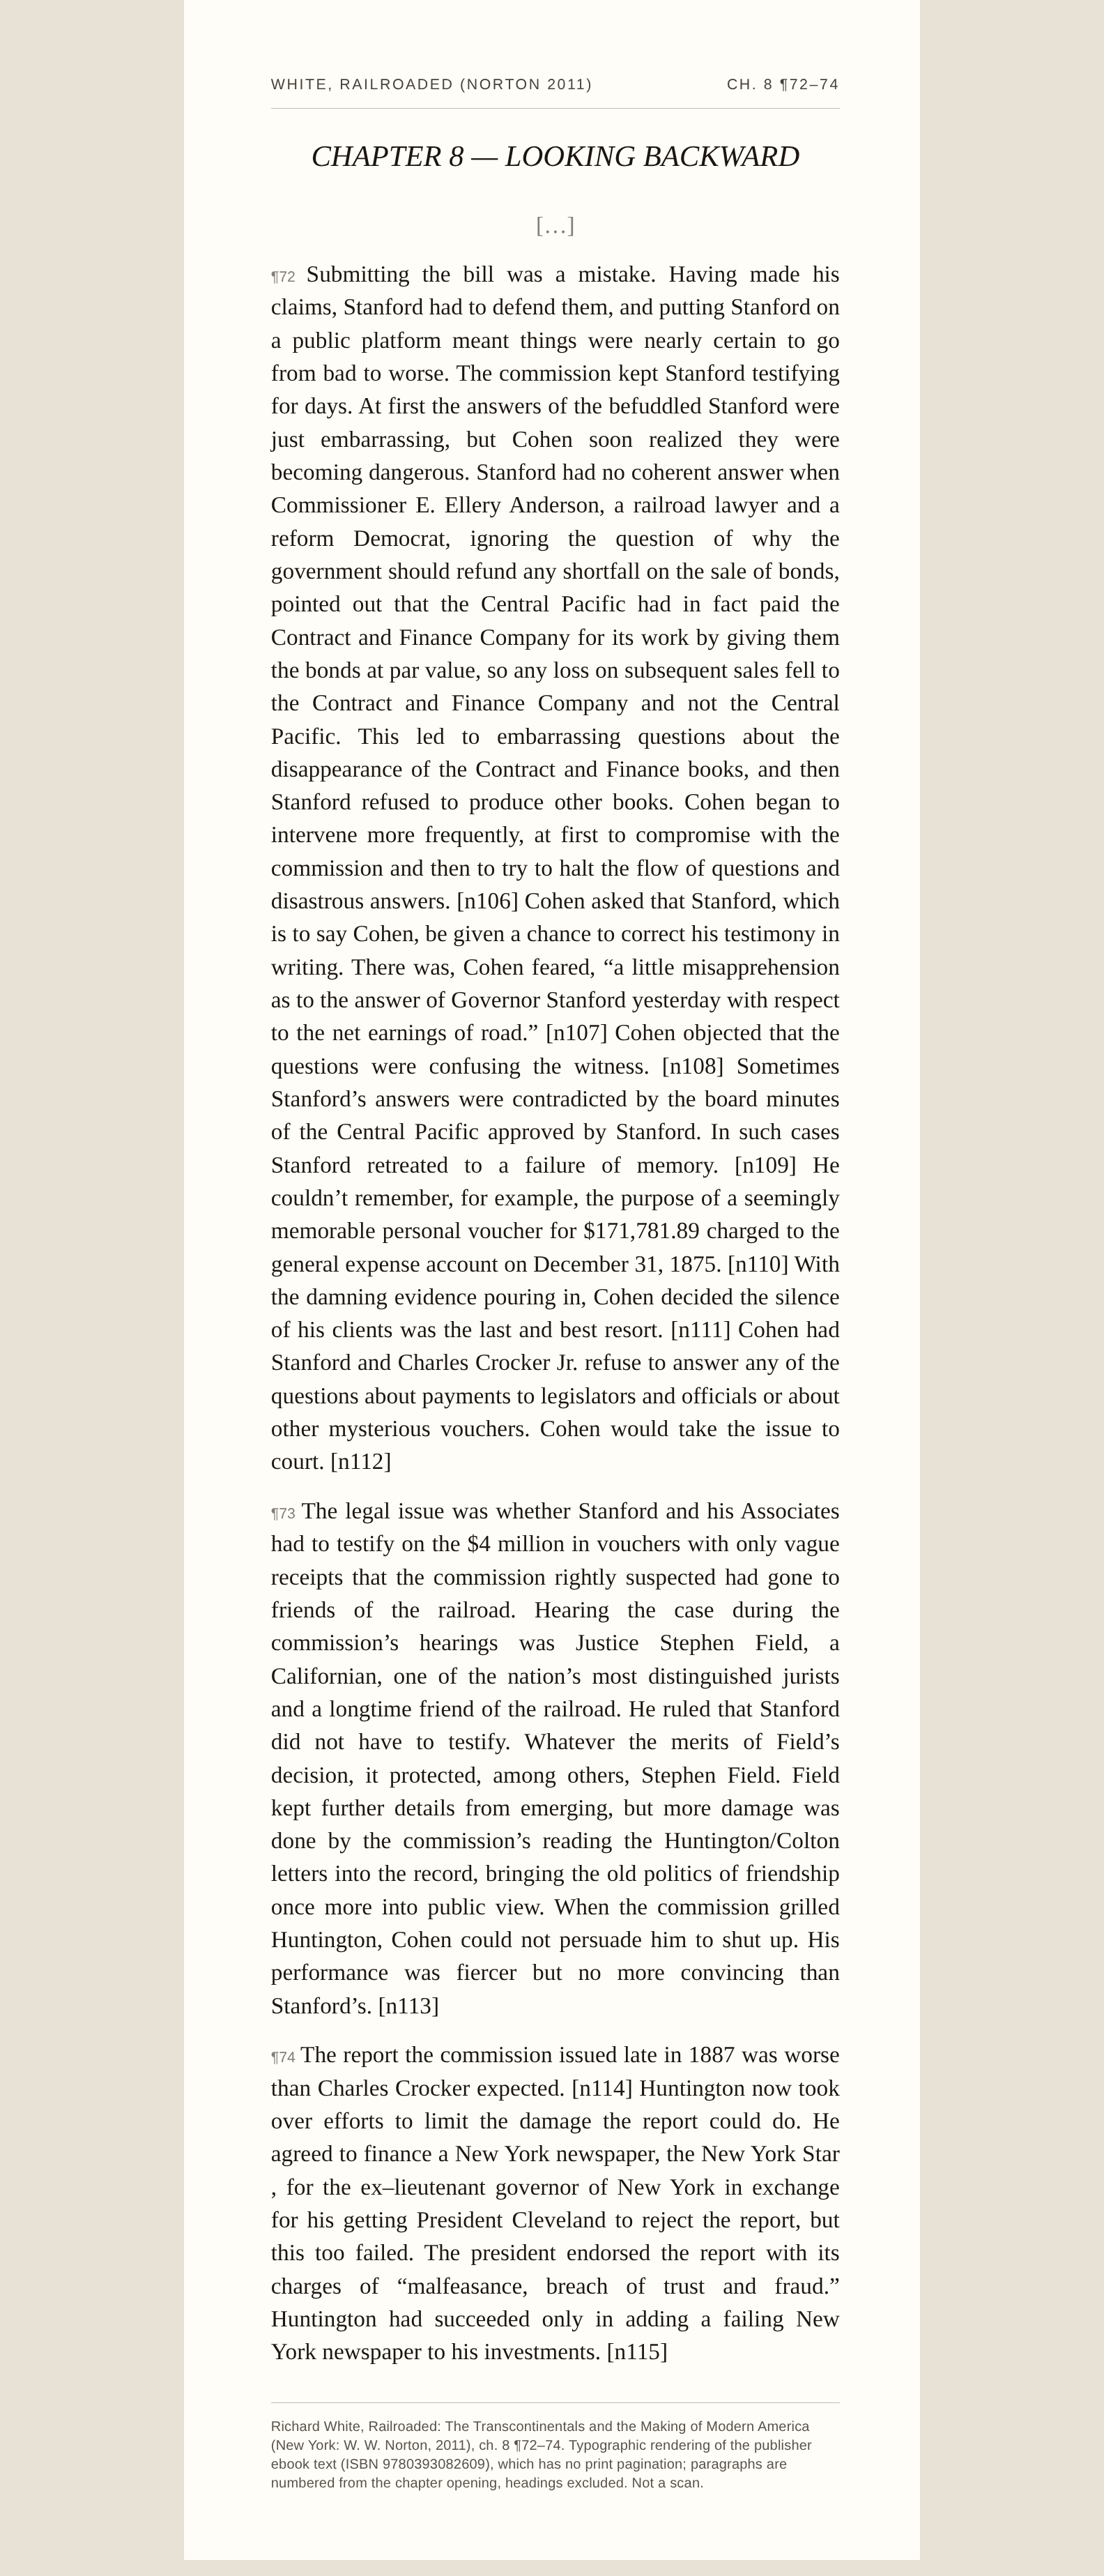 WHITE, RAILROADED (NORTON 2011)
CH. 8 ¶72–74
CHAPTER 8 — LOOKING BACKWARD
[…]
¶72 Submitting the bill was a mistake. Having made his
claims, Stanford had to defend them, and putting Stanford on
a public platform meant things were nearly certain to go
from bad to worse. The commission kept Stanford testifying
for days. At first the answers of the befuddled Stanford were
just embarrassing, but Cohen soon realized they were
becoming dangerous. Stanford had no coherent answer when
Commissioner E. Ellery Anderson, a railroad lawyer and a
reform Democrat, ignoring the question of why the
government should refund any shortfall on the sale of bonds,
pointed out that the Central Pacific had in fact paid the
Contract and Finance Company for its work by giving them
the bonds at par value, so any loss on subsequent sales fell to
the Contract and Finance Company and not the Central
Pacific. This led to embarrassing questions about the
disappearance of the Contract and Finance books, and then
Stanford refused to produce other books. Cohen began to
intervene more frequently, at first to compromise with the
commission and then to try to halt the flow of questions and
disastrous answers. [n106] Cohen asked that Stanford, which
is to say Cohen, be given a chance to correct his testimony in
writing. There was, Cohen feared, “a little misapprehension
as to the answer of Governor Stanford yesterday with respect
to the net earnings of road.” [n107] Cohen objected that the
questions were confusing the witness. [n108] Sometimes
Stanford’s answers were contradicted by the board minutes
of the Central Pacific approved by Stanford. In such cases
Stanford retreated to a failure of memory. [n109] He
couldn’t remember, for example, the purpose of a seemingly
memorable personal voucher for $171,781.89 charged to the
general expense account on December 31, 1875. [n110] With
the damning evidence pouring in, Cohen decided the silence
of his clients was the last and best resort. [n111] Cohen had
Stanford and Charles Crocker Jr. refuse to answer any of the
questions about payments to legislators and officials or about
other mysterious vouchers. Cohen would take the issue to
court. [n112]
¶73 The legal issue was whether Stanford and his Associates
had to testify on the $4 million in vouchers with only vague
receipts that the commission rightly suspected had gone to
friends of the railroad. Hearing the case during the
commission’s hearings was Justice Stephen Field, a
Californian, one of the nation’s most distinguished jurists
and a longtime friend of the railroad. He ruled that Stanford
did not have to testify. Whatever the merits of Field’s
decision, it protected, among others, Stephen Field. Field
kept further details from emerging, but more damage was
done by the commission’s reading the Huntington/Colton
letters into the record, bringing the old politics of friendship
once more into public view. When the commission grilled
Huntington, Cohen could not persuade him to shut up. His
performance was fiercer but no more convincing than
Stanford’s. [n113]
¶74 The report the commission issued late in 1887 was worse
than Charles Crocker expected. [n114] Huntington now took
over efforts to limit the damage the report could do. He
agreed to finance a New York newspaper, the New York Star
, for the ex–lieutenant governor of New York in exchange
for his getting President Cleveland to reject the report, but
this too failed. The president endorsed the report with its
charges of “malfeasance, breach of trust and fraud.”
Huntington had succeeded only in adding a failing New
York newspaper to his investments. [n115]
Richard White, Railroaded: The Transcontinentals and the Making of Modern America
(New York: W. W. Norton, 2011), ch. 8 ¶72–74. Typographic rendering of the publisher
ebook text (ISBN 9780393082609), which has no print pagination; paragraphs are
numbered from the chapter opening, headings excluded. Not a scan.